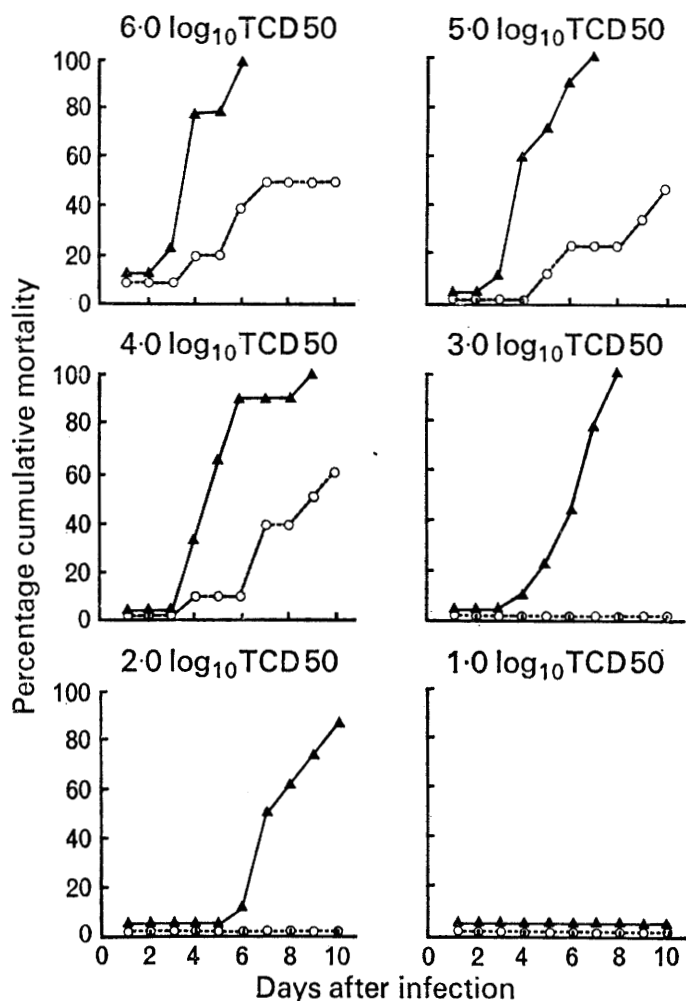 6·0 log₁₀TCD50
5·0 log₁₀TCD50
100
80
60
40
20
0
4·0 log₁₀TCD50
3·0 log₁₀TCD50
100
80
60
40
20
0
2·0 log₁₀TCD50
1·0 log₁₀TCD50
100
80
60
40
20
0
0 2 4 6 8 10
0 2 4 6 8 10
Percentage cumulative mortality
Days after infection